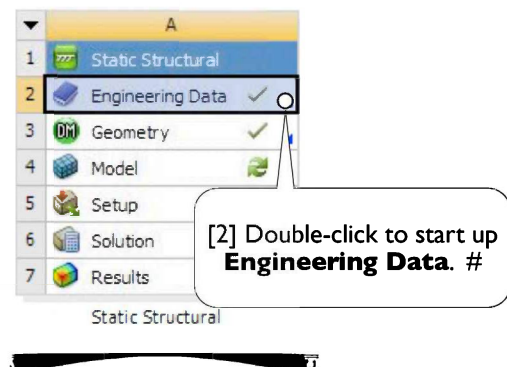 A
1 Static Structural
2 Engineering Data
3 DM Geometry
4 Model
5 Setup
6 Solution
7 Results
[2] Double-click to start up
Engineering Data. #
Static Structural